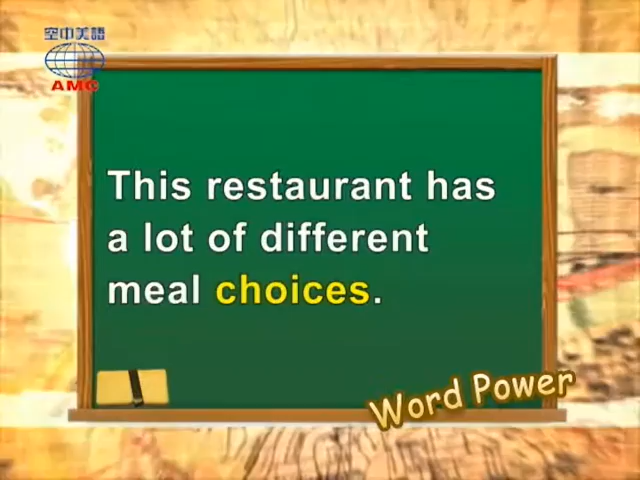 空中美語
AMC
This restaurant has
a lot of different
meal choices.
Word Power